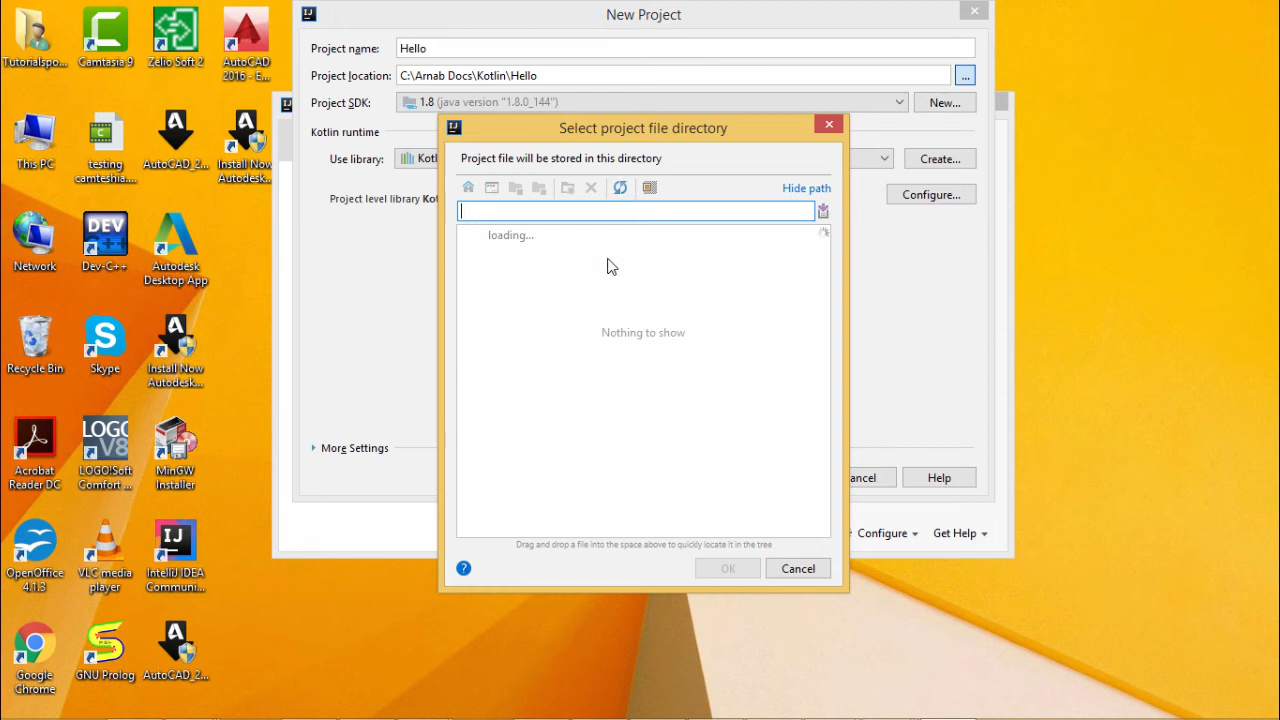 Tutorialspo...
Camtasia 9
Zelio Soft 2
AutoCAD
2016 - E...
This PC
testing
camteshia....
AutoCAD_2...
Install Now
Autodesk...
Network
DEV
Dev-C++
Autodesk
Desktop App
Recycle Bin
Skype
Install Now
Autodesk...
Acrobat
Reader DC
LOGO!
V8
LOGO!Soft
Comfort ...
MinGW
Installer
OpenOffice
4.1.3
VLC media
player
IntelliJ IDEA
Communi...
Google
Chrome
GNU Prolog
AutoCAD_2...
New Project
Project name:
Hello
Project location:
C:\Arnab Docs\Kotlin\Hello
...
Project SDK:
1.8 (java version "1.8.0_144")
New...
Kotlin runtime
Use library:
Kotl
Create...
Project level library Ko
Configure...
More Settings
ancel
Help
Configure
Get Help
Select project file directory
Project file will be stored in this directory
Hide path
loading...
Nothing to show
Drag and drop a file into the space above to quickly locate it in the tree
?
OK
Cancel